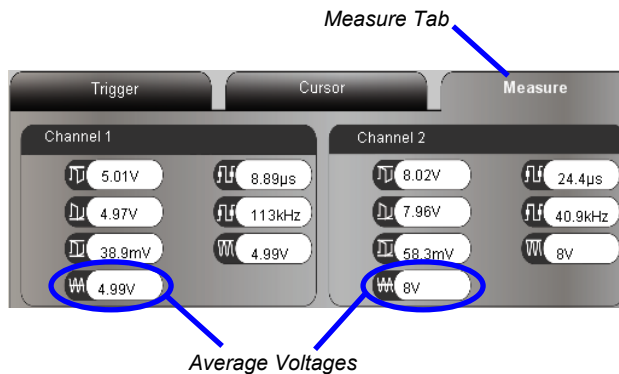 Measure Tab
Trigger
Cursor
Measure
Channel 1
5.01V
8.89µs
4.97V
113kHz
38.9mV
4.99V
4.99V
Channel 2
8.02V
24.4µs
7.96V
40.9kHz
58.3mV
8V
8V
Average Voltages